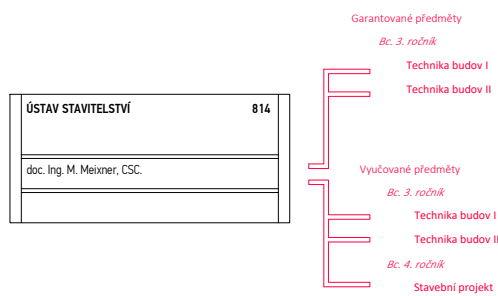 Garantované předměty
Bc. 3. ročník
Technika budov I
Technika budov II
ÚSTAV STAVITELSTVÍ 814
doc. Ing. M. Meixner, CSC.
Vyučované předměty
Bc. 3. ročník
Technika budov I
Technika budov II
Bc. 4. ročník
Stavební projekt